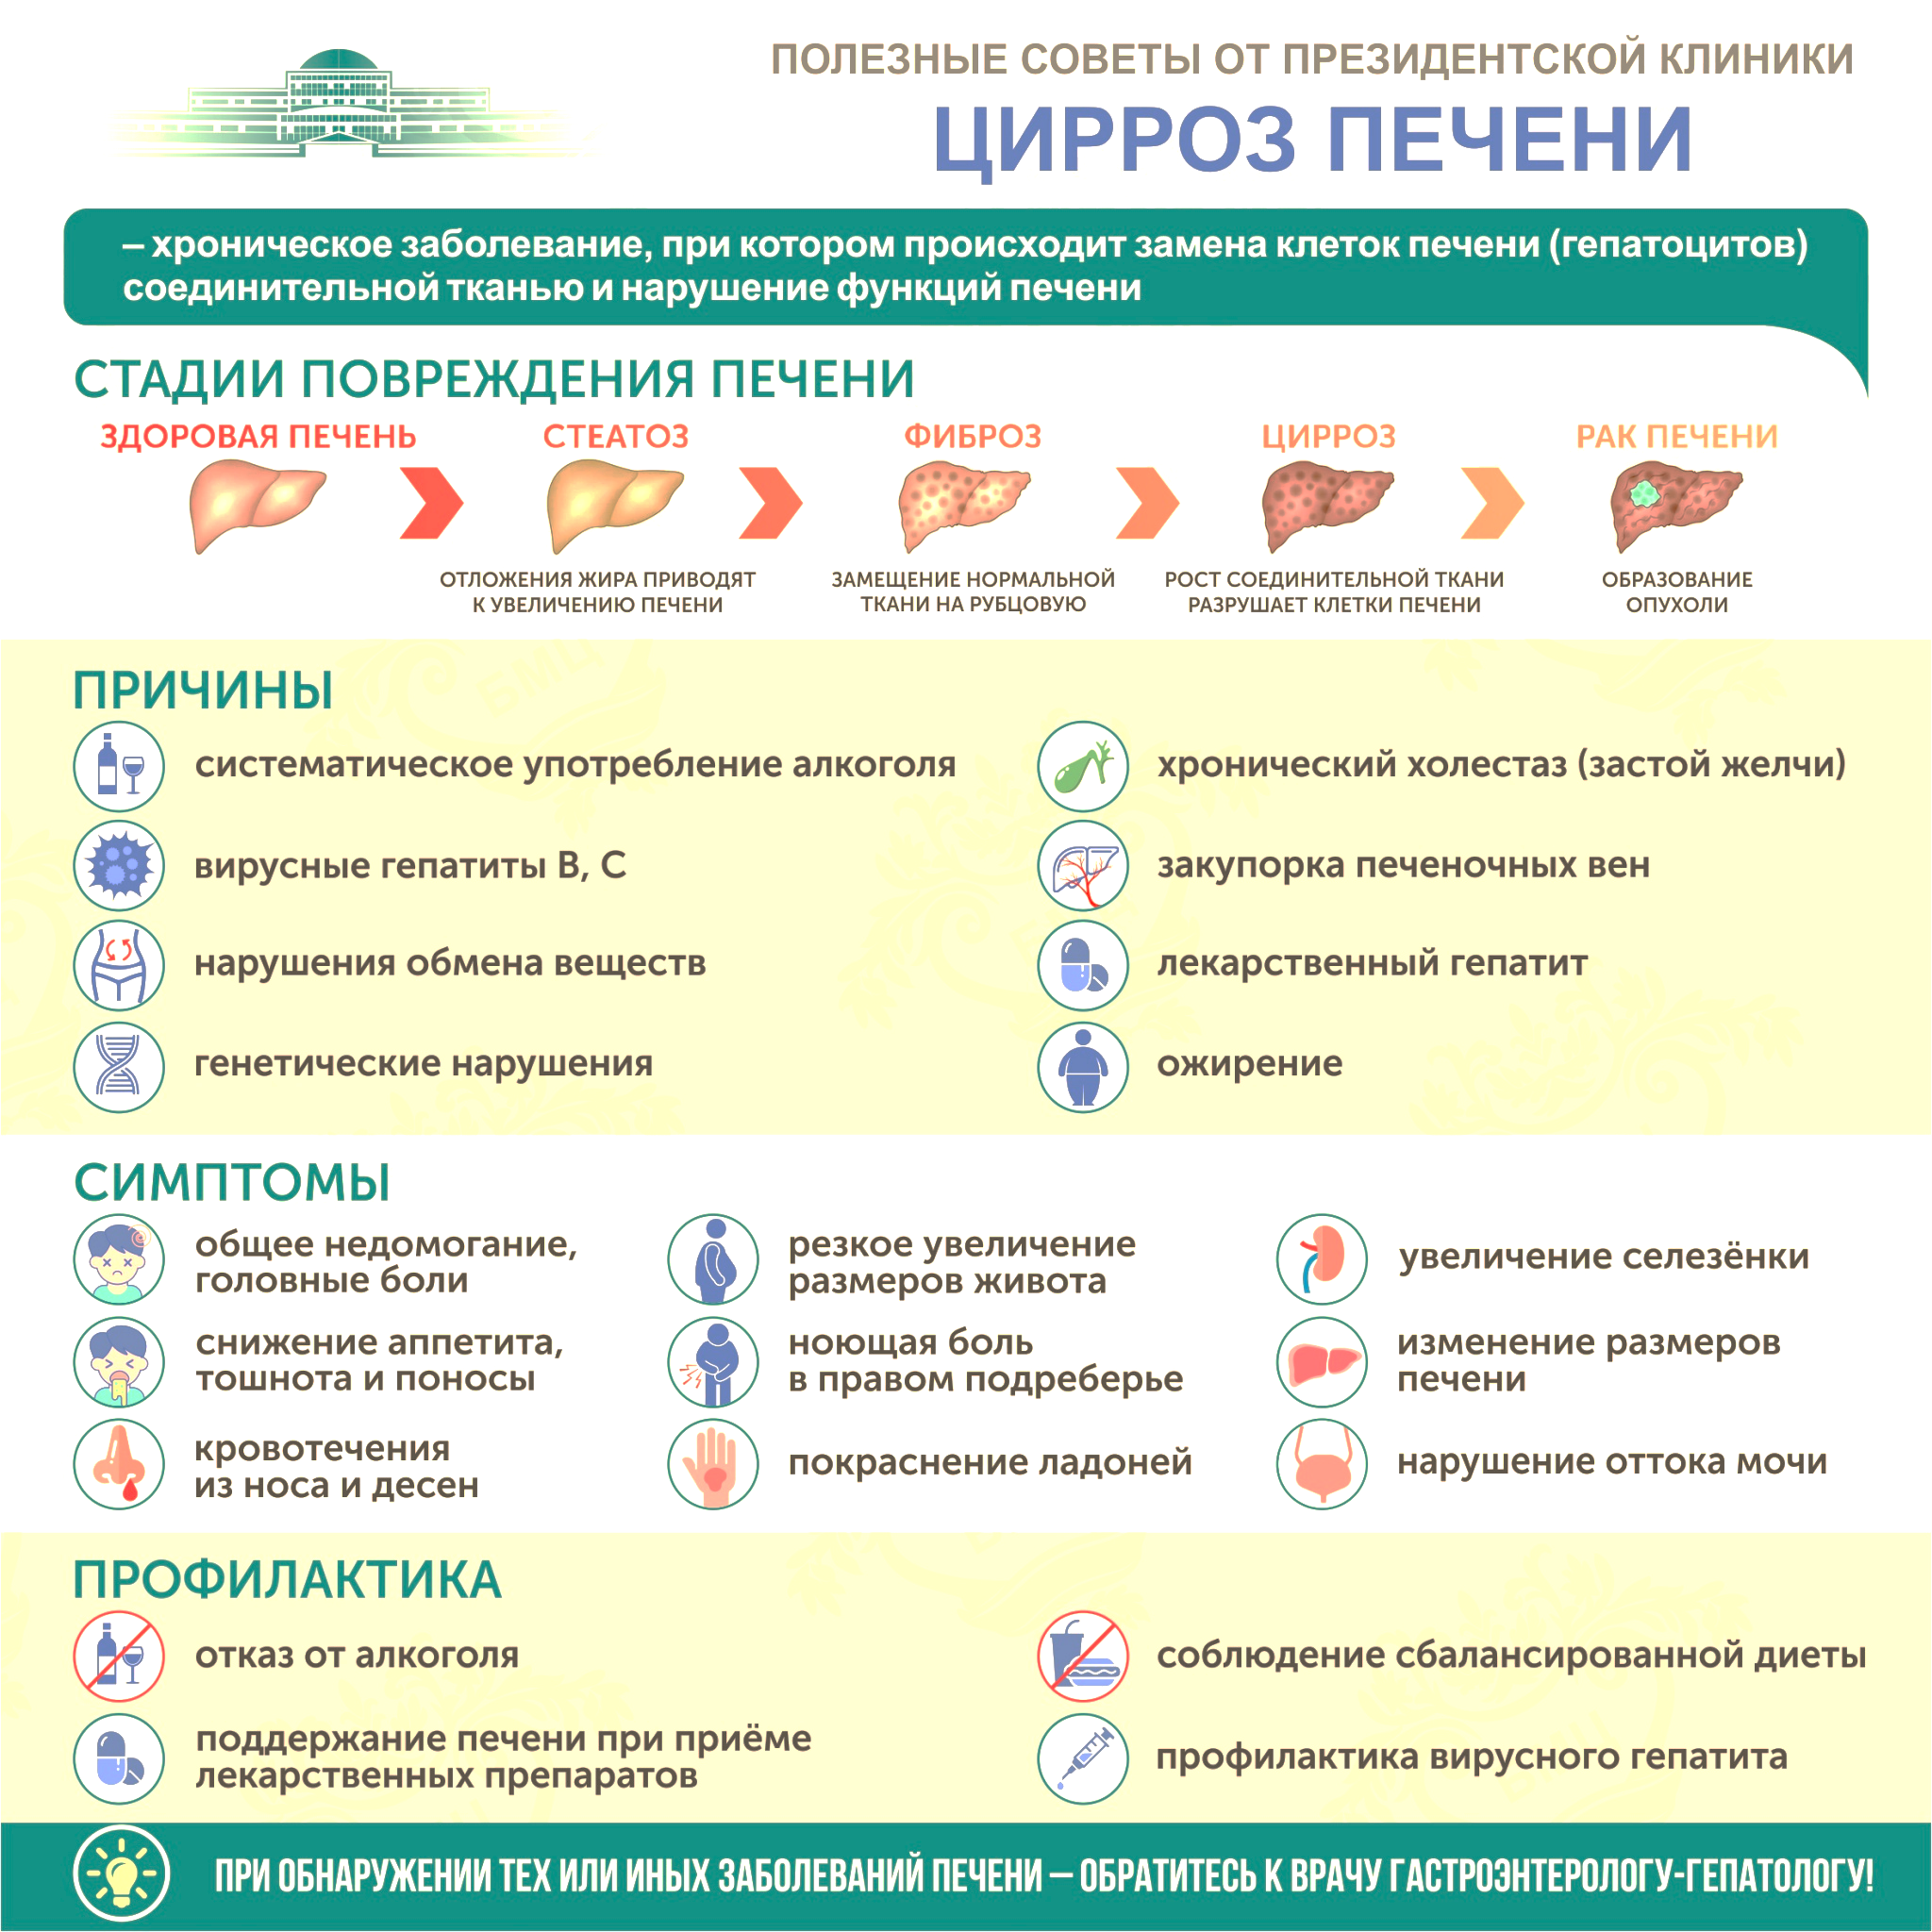 ПОЛЕЗНЫЕ СОВЕТЫ ОТ ПРЕЗИДЕНТСКОЙ КЛИНИКИ
ЦИРРОЗ ПЕЧЕНИ
– хроническое заболевание, при котором происходит замена клеток печени (гепатоцитов)
соединительной тканью и нарушение функций печени
СТАДИИ ПОВРЕЖДЕНИЯ ПЕЧЕНИ
ЗДОРОВАЯ ПЕЧЕНЬ
СТЕАТОЗ
ОТЛОЖЕНИЯ ЖИРА ПРИВОДЯТ
К УВЕЛИЧЕНИЮ ПЕЧЕНИ
ФИБРОЗ
ЗАМЕЩЕНИЕ НОРМАЛЬНОЙ
ТКАНИ НА РУБЦОВУЮ
ЦИРРОЗ
РОСТ СОЕДИНИТЕЛЬНОЙ ТКАНИ
РАЗРУШАЕТ КЛЕТКИ ПЕЧЕНИ
РАК ПЕЧЕНИ
ОБРАЗОВАНИЕ
ОПУХОЛИ
БМЦ
ПРИЧИНЫ
систематическое употребление алкоголя
вирусные гепатиты В, С
нарушения обмена веществ
генетические нарушения
хронический холестаз (застой желчи)
закупорка печеночных вен
лекарственный гепатит
ожирение
СИМПТОМЫ
общее недомогание,
головные боли
снижение аппетита,
тошнота и поносы
кровотечения
из носа и десен
резкое увеличение
размеров живота
ноющая боль
в правом подреберье
покраснение ладоней
увеличение селезёнки
изменение размеров
печени
нарушение оттока мочи
ПРОФИЛАКТИКА
отказ от алкоголя
поддержание печени при приёме
лекарственных препаратов
соблюдение сбалансированной диеты
профилактика вирусного гепатита
ПРИ ОБНАРУЖЕНИИ ТЕХ ИЛИ ИНЫХ ЗАБОЛЕВАНИЙ ПЕЧЕНИ – ОБРАТИТЕСЬ К ВРАЧУ ГАСТРОЭНТЕРОЛОГУ-ГЕПАТОЛОГУ!